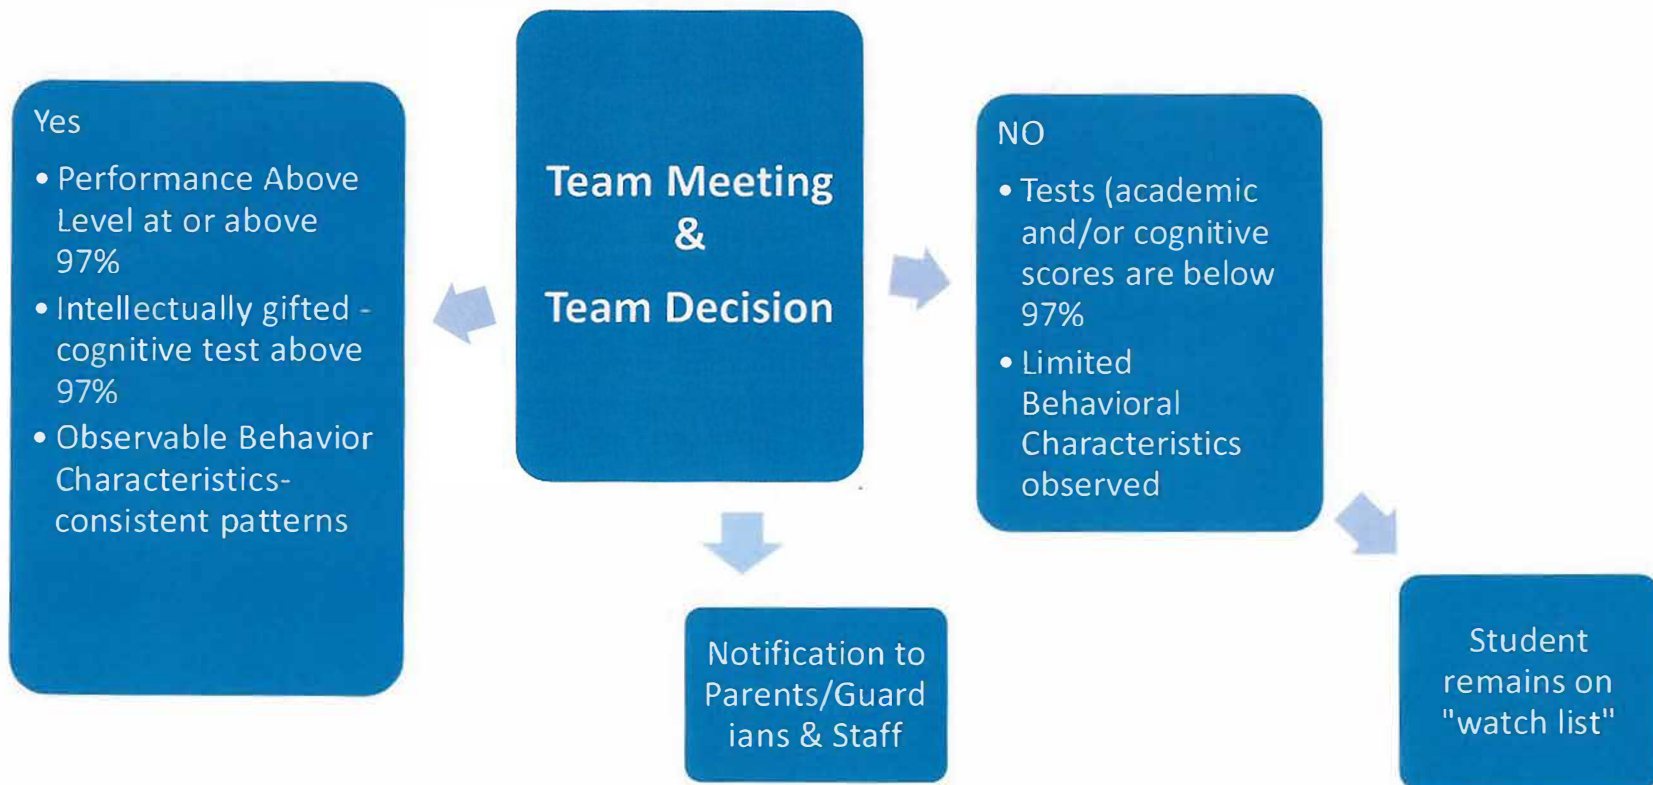 Yes
• Performance Above
Level at or above
97%
• Intellectually gifted -
cognitive test above
97%
• Observable Behavior
Characteristics-
consistent patterns
Team Meeting
&
Team Decision
NO
• Tests (academic
and/or cognitive
scores are below
97%
• Limited
Behavioral
Characteristics
observed
Notification to
Parents/Guard
ians & Staff
Student
remains on
"watch list"